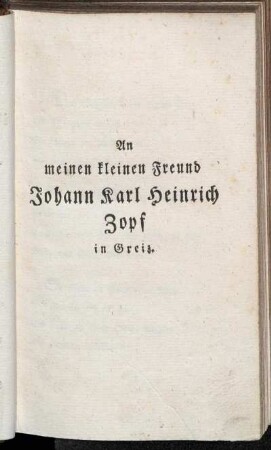 An
meinen kleinen Freund
Johann Karl Heinrich
Zopf
in Greiz.